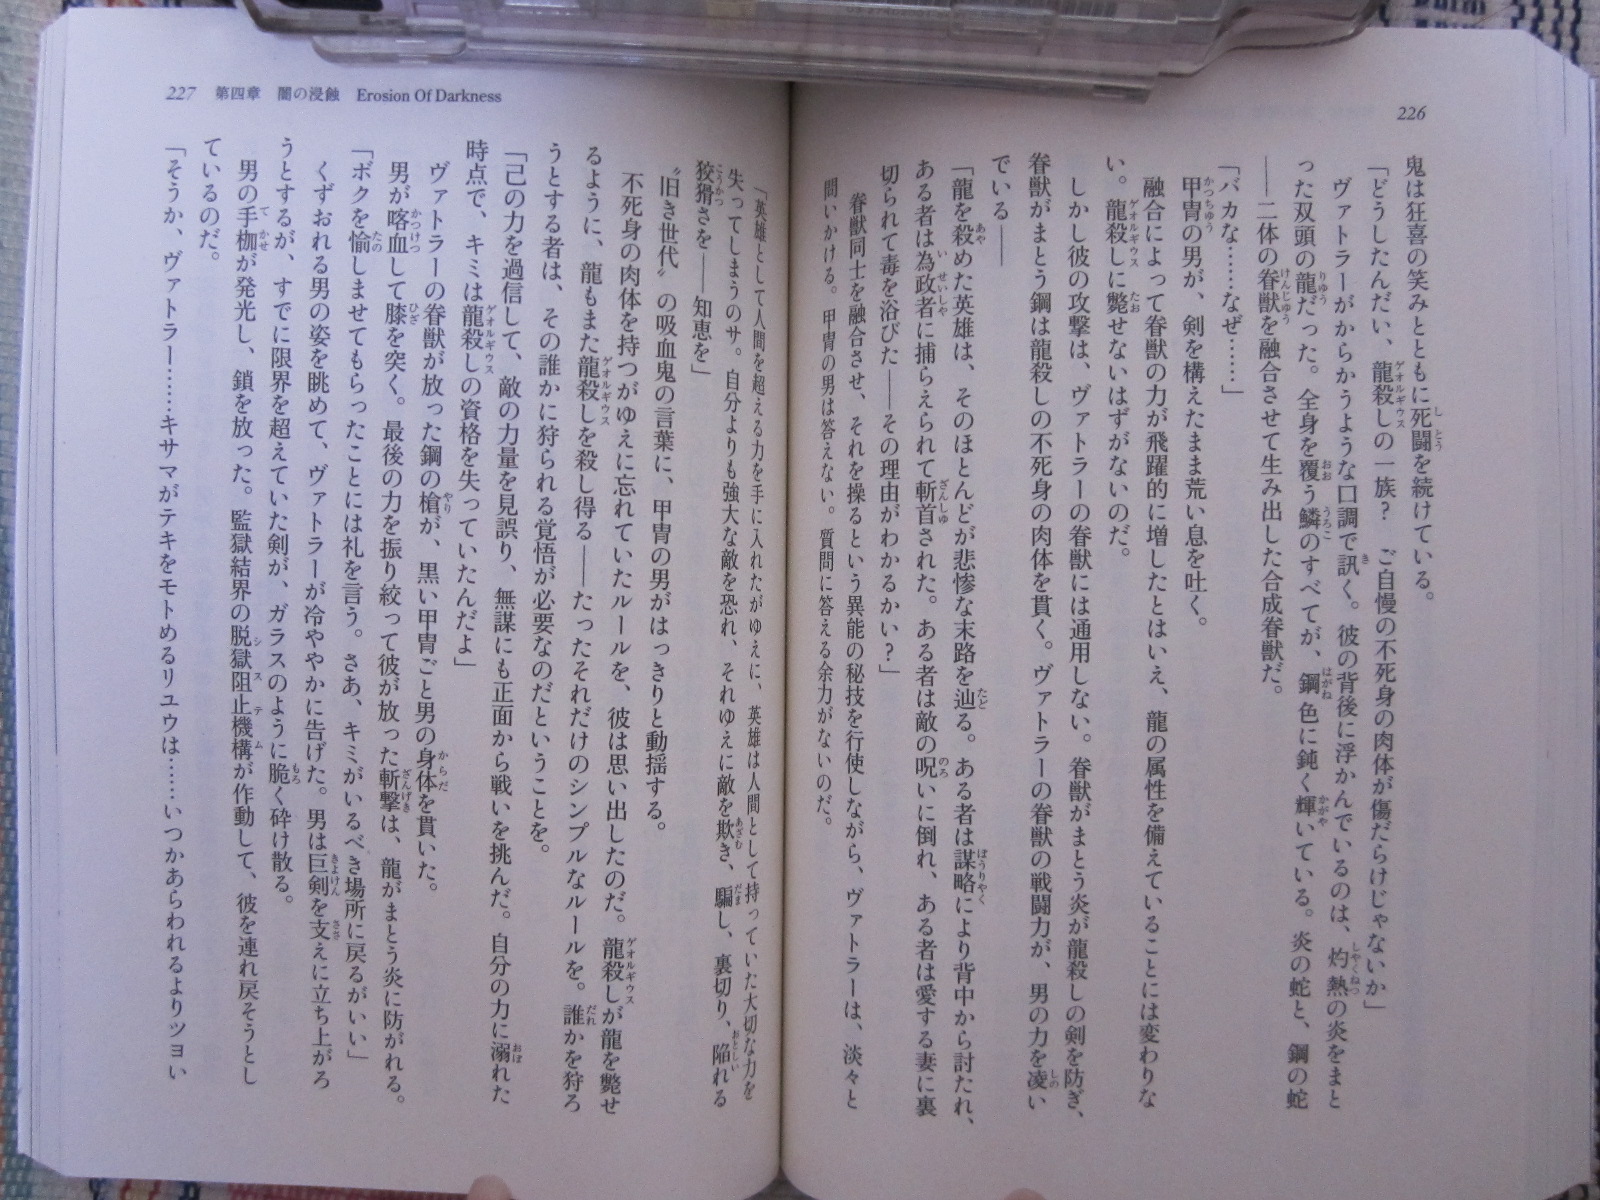 226
鬼は狂喜の笑みとともに死闘を続けている。
「どうしたんだい、龍殺しの一族？　ご自慢の不死身の肉体が傷だらけじゃないか」
ヴァトラーがからかうような口調で訊く。彼の背後に浮かんでいるのは、灼熱の炎をまと
った双頭の龍だった。全身を覆う鱗のすべてが、鋼色に鈍く輝いている。炎の蛇と、鋼の蛇
――二体の眷獣を融合させて生み出した合成眷獣だ。
「バカな……なぜ……」
甲冑の男が、剣を構えたまま荒い息を吐く。
融合によって眷獣の力が飛躍的に増したとはいえ、龍の属性を備えていることには変わりな
い。龍殺しに斃せないはずがないのだ。
しかし彼の攻撃は、ヴァトラーの眷獣には通用しない。眷獣がまとう炎が龍殺しの剣を防ぎ、
眷獣がまとう鋼は龍殺しの不死身の肉体を貫く。ヴァトラーの眷獣の戦闘力が、男の力を凌い
でいる――
「龍を殺めた英雄は、そのほとんどが悲惨な末路を辿る。ある者は謀略により背中から討たれ、
ある者は為政者に捕らえられて斬首された。ある者は敵の呪いに倒れ、ある者は愛する妻に裏
切られて毒を浴びた――その理由がわかるかい？」
眷獣同士を融合させ、それを操るという異能の秘技を行使しながら、ヴァトラーは、淡々と
問いかける。甲冑の男は答えない。質問に答える余力がないのだ。
227　第四章　闇の浸蝕　Erosion Of Darkness
「英雄として人間を超える力を手に入れたがゆえに、英雄は人間として持っていた大切な力を
失ってしまうのサ。自分よりも強大な敵を恐れ、それゆえに敵を欺き、騙し、裏切り、陥れる
狡猾さを――知恵を」
〝旧き世代〟の吸血鬼の言葉に、甲冑の男がはっきりと動揺する。
不死身の肉体を持つがゆえに忘れていたルールを、彼は思い出したのだ。龍殺しが龍を斃せ
るように、龍もまた龍殺しを殺し得る――たったそれだけのシンプルなルールを。誰かを狩ろ
うとする者は、その誰かに狩られる覚悟が必要なのだということを。
「己の力を過信して、敵の力量を見誤り、無謀にも正面から戦いを挑んだ。自分の力に溺れた
時点で、キミは龍殺しの資格を失っていたんだよ」
ヴァトラーの眷獣が放った鋼の槍が、黒い甲冑ごと男の身体を貫いた。
男が喀血して膝を突く。最後の力を振り絞って彼が放った斬撃は、龍がまとう炎に防がれる。
「ボクを愉しませてもらったことには礼を言う。さあ、キミがいるべき場所に戻るがいい」
くずおれる男の姿を眺めて、ヴァトラーが冷ややかに告げた。男は巨剣を支えに立ち上がろ
うとするが、すでに限界を超えていた剣が、ガラスのように脆く砕け散る。
男の手枷が発光し、鎖を放った。監獄結界の脱獄阻止機構が作動して、彼を連れ戻そうとし
ているのだ。
「そうか、ヴァトラー……キサマがテキをモトめるリユウは……いつかあらわれるよりツヨい